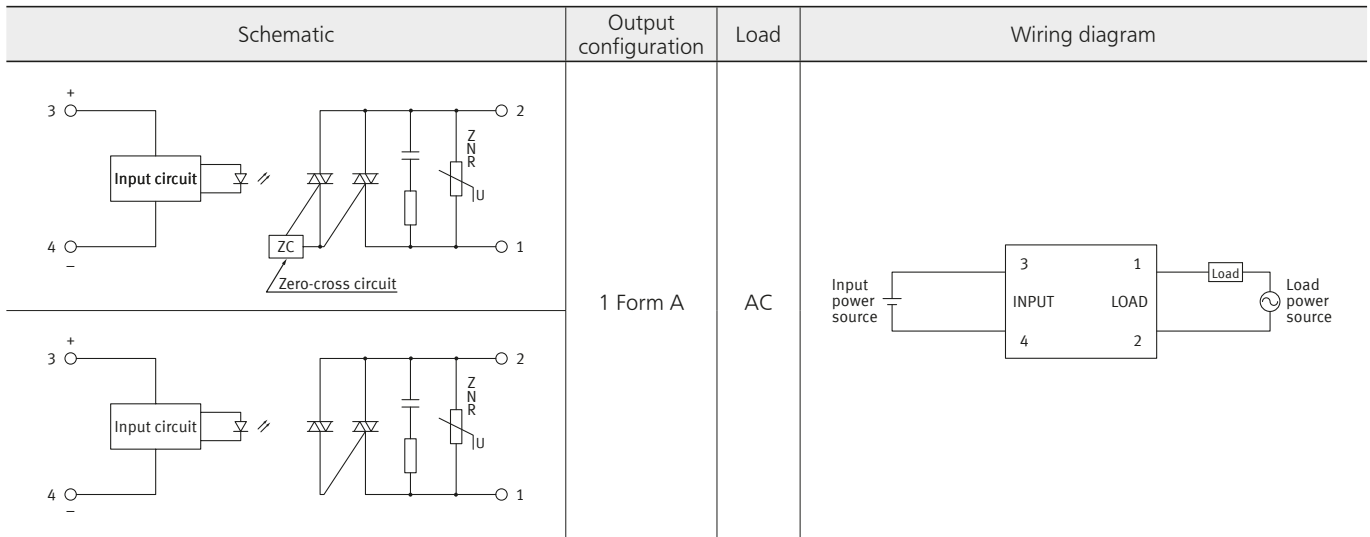 Schematic
Output
configuration
Load
Wiring diagram
+
3
2
Z
N
R
Input circuit
U
4
ZC
1
–
Zero-cross circuit
+
3
2
Z
N
R
Input circuit
U
4
1
–
1 Form A
AC
3 1
Load
Input
power
source
INPUT LOAD
Load
power
source
4 2